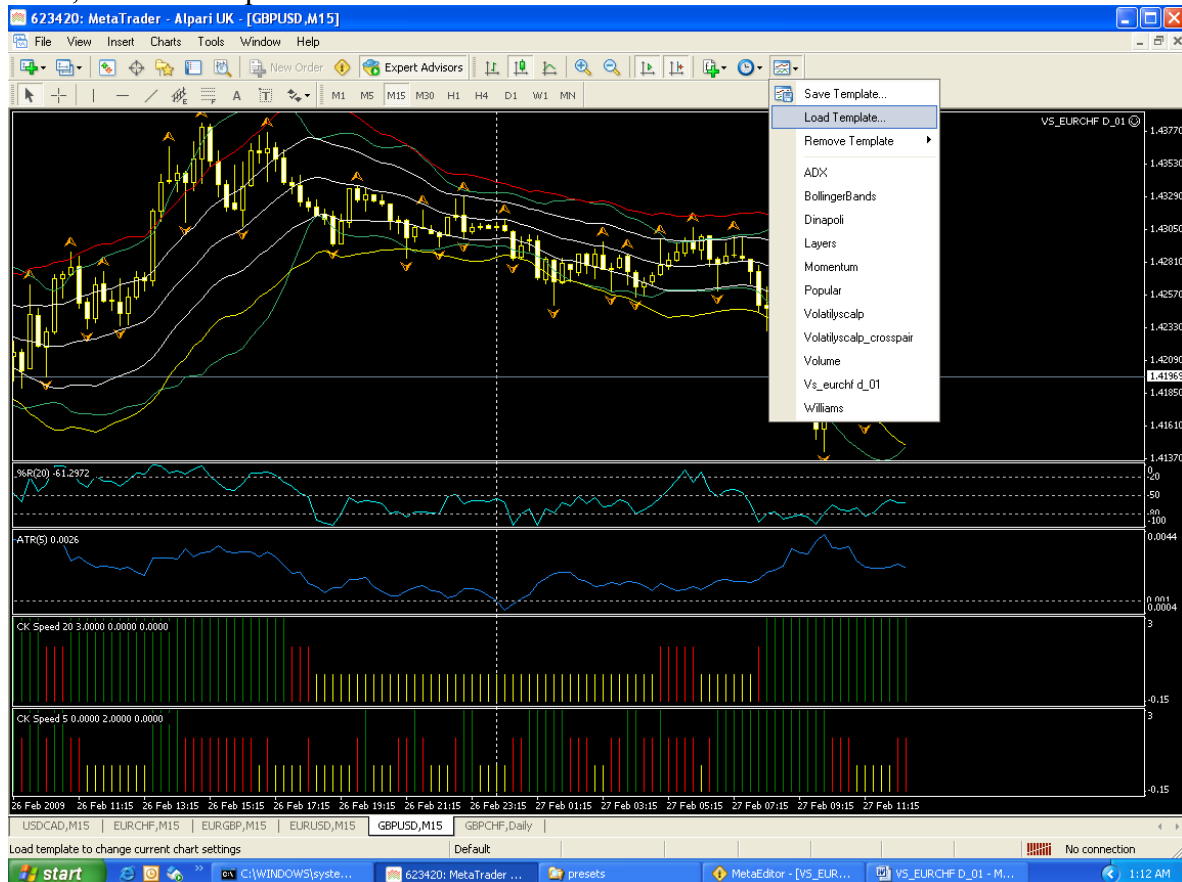 623420: MetaTrader - Alpari UK - [GBPUSD,M15]
File View Insert Charts Tools Window Help
New Order Expert Advisors
A T M1 M5 M15 M30 H1 H4 D1 W1 MN
Save Template...
Load Template...
Remove Template
ADX
BollingerBands
Dinapoli
Layers
Momentum
Popular
Volatilyscalp
Volatilyscalp_crosspair
Volume
Vs_eurchf d_01
Williams
VS_EURCHF D_01
1.43770
1.43530
1.43290
1.43050
1.42810
1.42570
1.42330
1.42090
1.41969
1.41850
1.41610
1.41370
%R(20) -61.2972
0
-20
-50
-80
-100
ATR(5) 0.0026
0.0044
0.001
0.0004
CK Speed 20 3.0000 0.0000 0.0000
3
-0.15
CK Speed 5 0.0000 2.0000 0.0000
3
-0.15
26 Feb 2009 26 Feb 11:15 26 Feb 13:15 26 Feb 15:15 26 Feb 17:15 26 Feb 19:15 26 Feb 21:15 26 Feb 23:15 27 Feb 01:15 27 Feb 03:15 27 Feb 05:15 27 Feb 07:15 27 Feb 09:15 27 Feb 11:15
USDCAD,M15 EURCHF,M15 EURGBP,M15 EURUSD,M15 GBPUSD,M15 GBPCHF,Daily
Load template to change current chart settings Default No connection
start C:\WINDOWS\syste... 623420: MetaTrader ... presets MetaEditor - [VS_EUR... VS_EURCHF D_01 - M... 1:12 AM